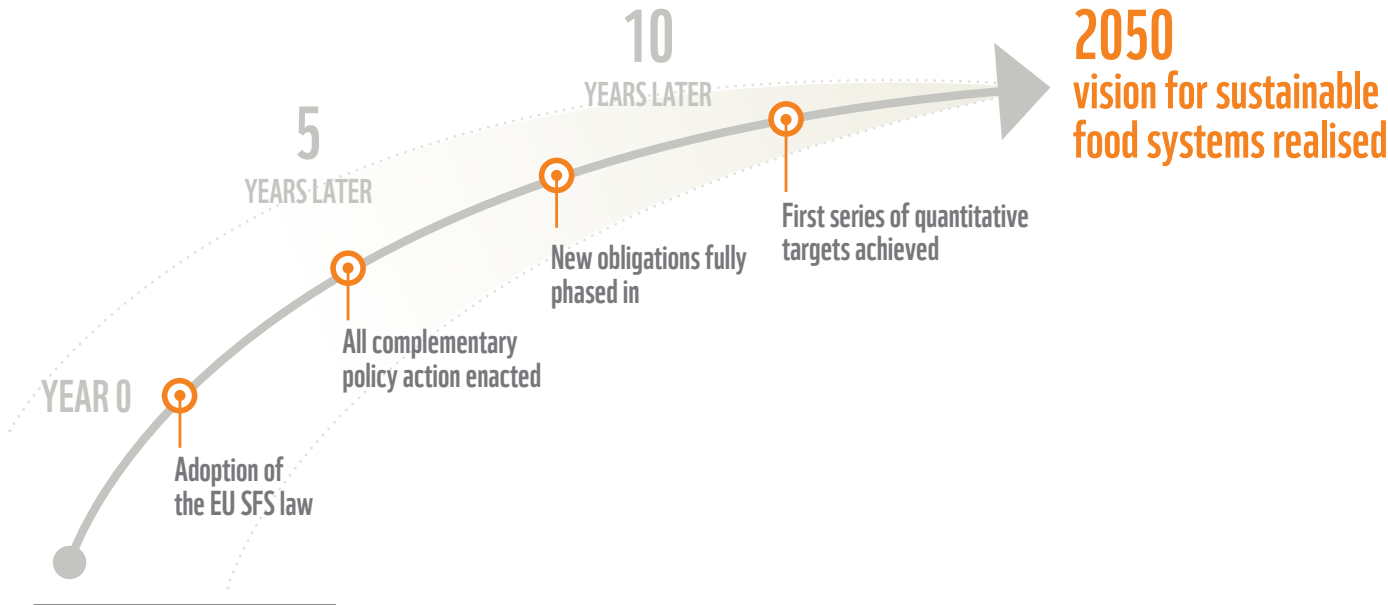 YEAR 0
Adoption of
the EU SFS law
5
YEARS LATER
All complementary
policy action enacted
New obligations fully
phased in
10
YEARS LATER
First series of quantitative
targets achieved
2050
vision for sustainable
food systems realised